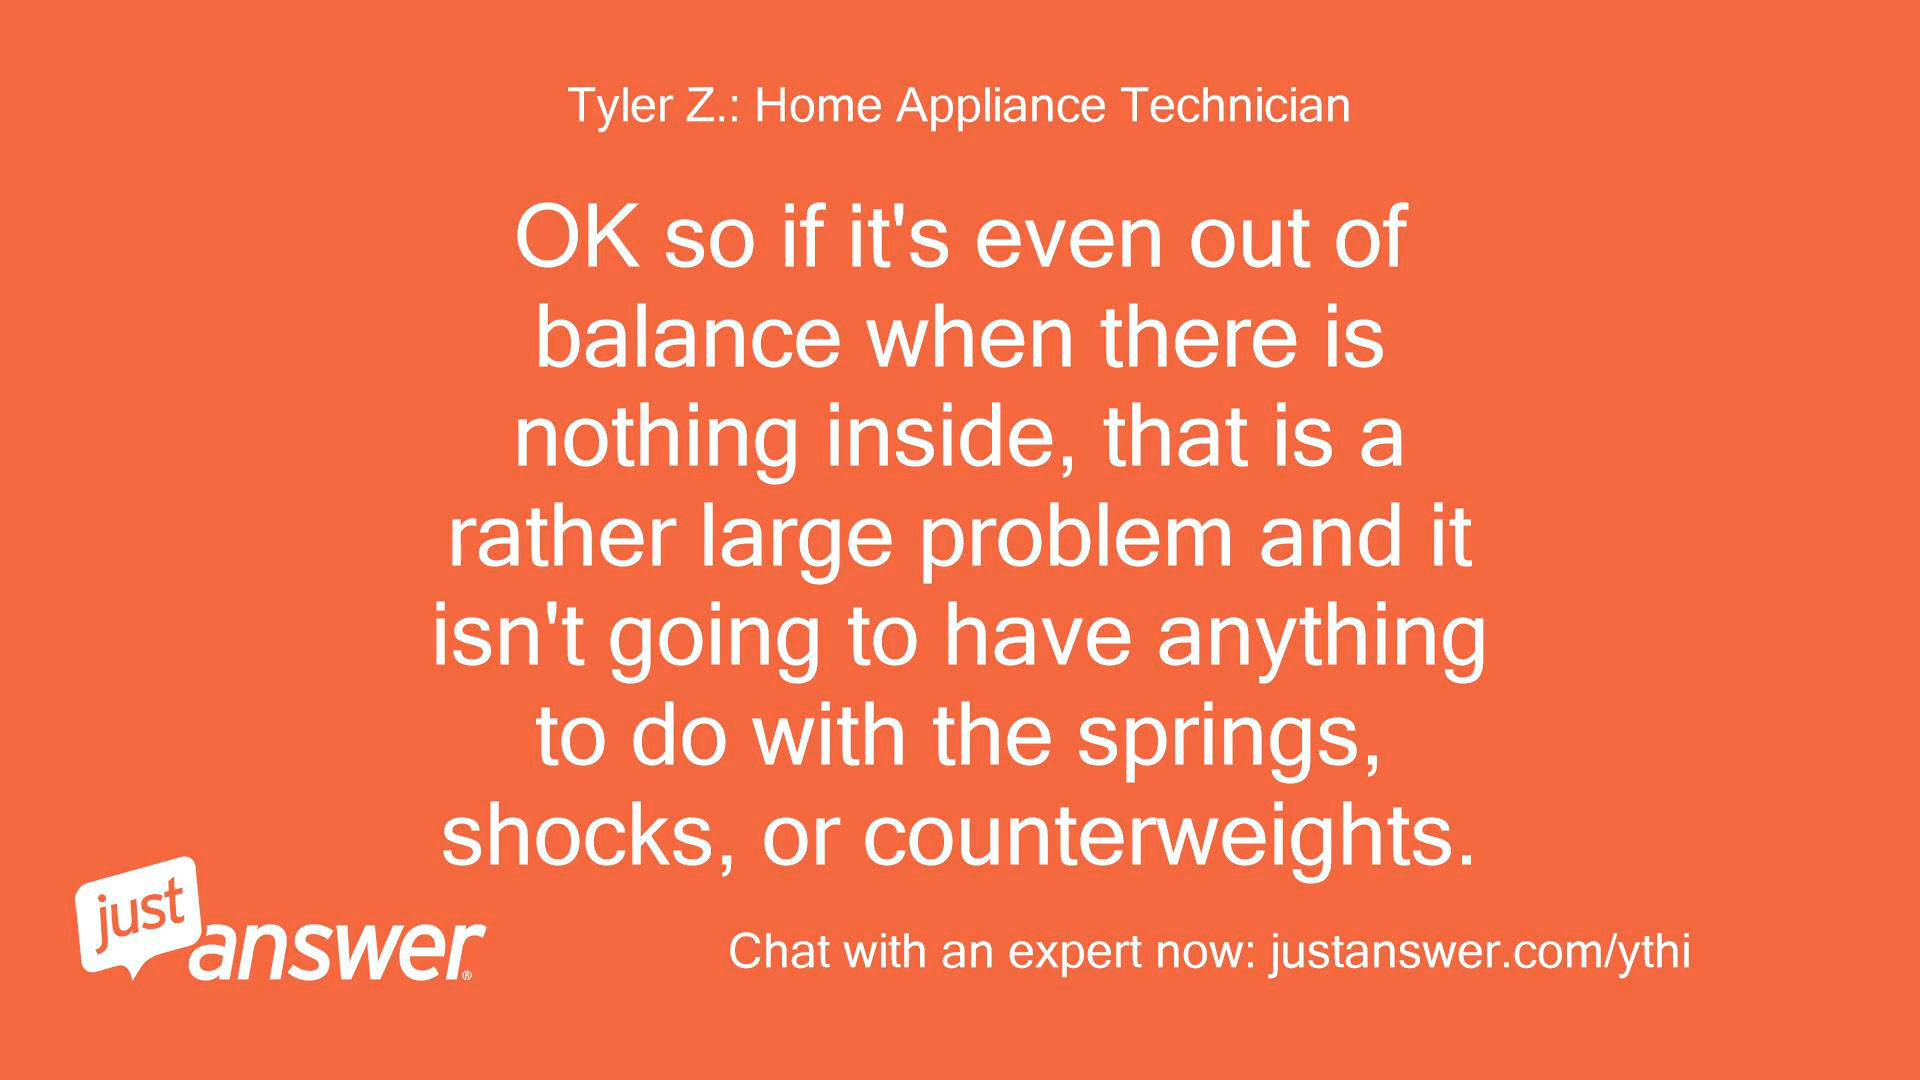 Tyler Z.: Home Appliance Technician
OK so if it's even out of
balance when there is
nothing inside, that is a
rather large problem and it
isn't going to have anything
to do with the springs,
shocks, or counterweights.
just
answer®
Chat with an expert now: justanswer.com/ythi